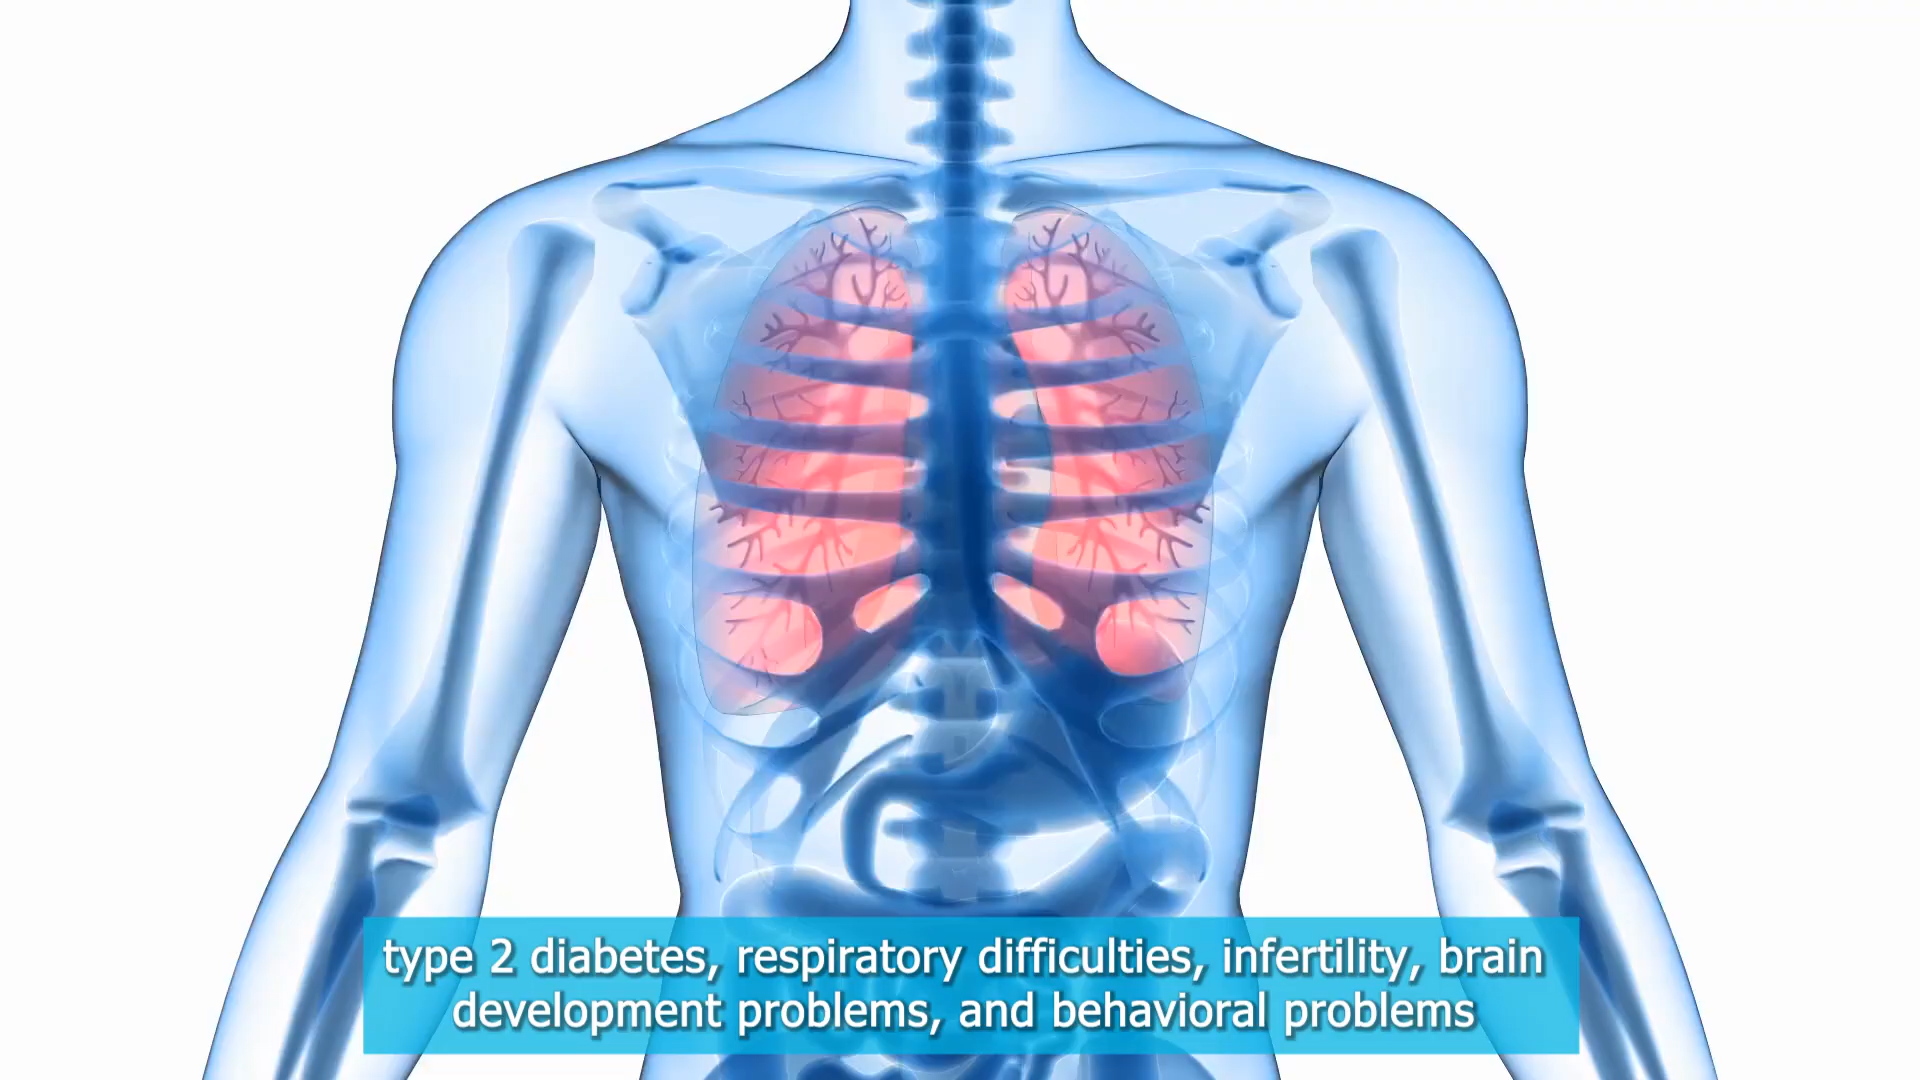 type 2 diabetes, respiratory difficulties, infertility, brain
development problems, and behavioral problems